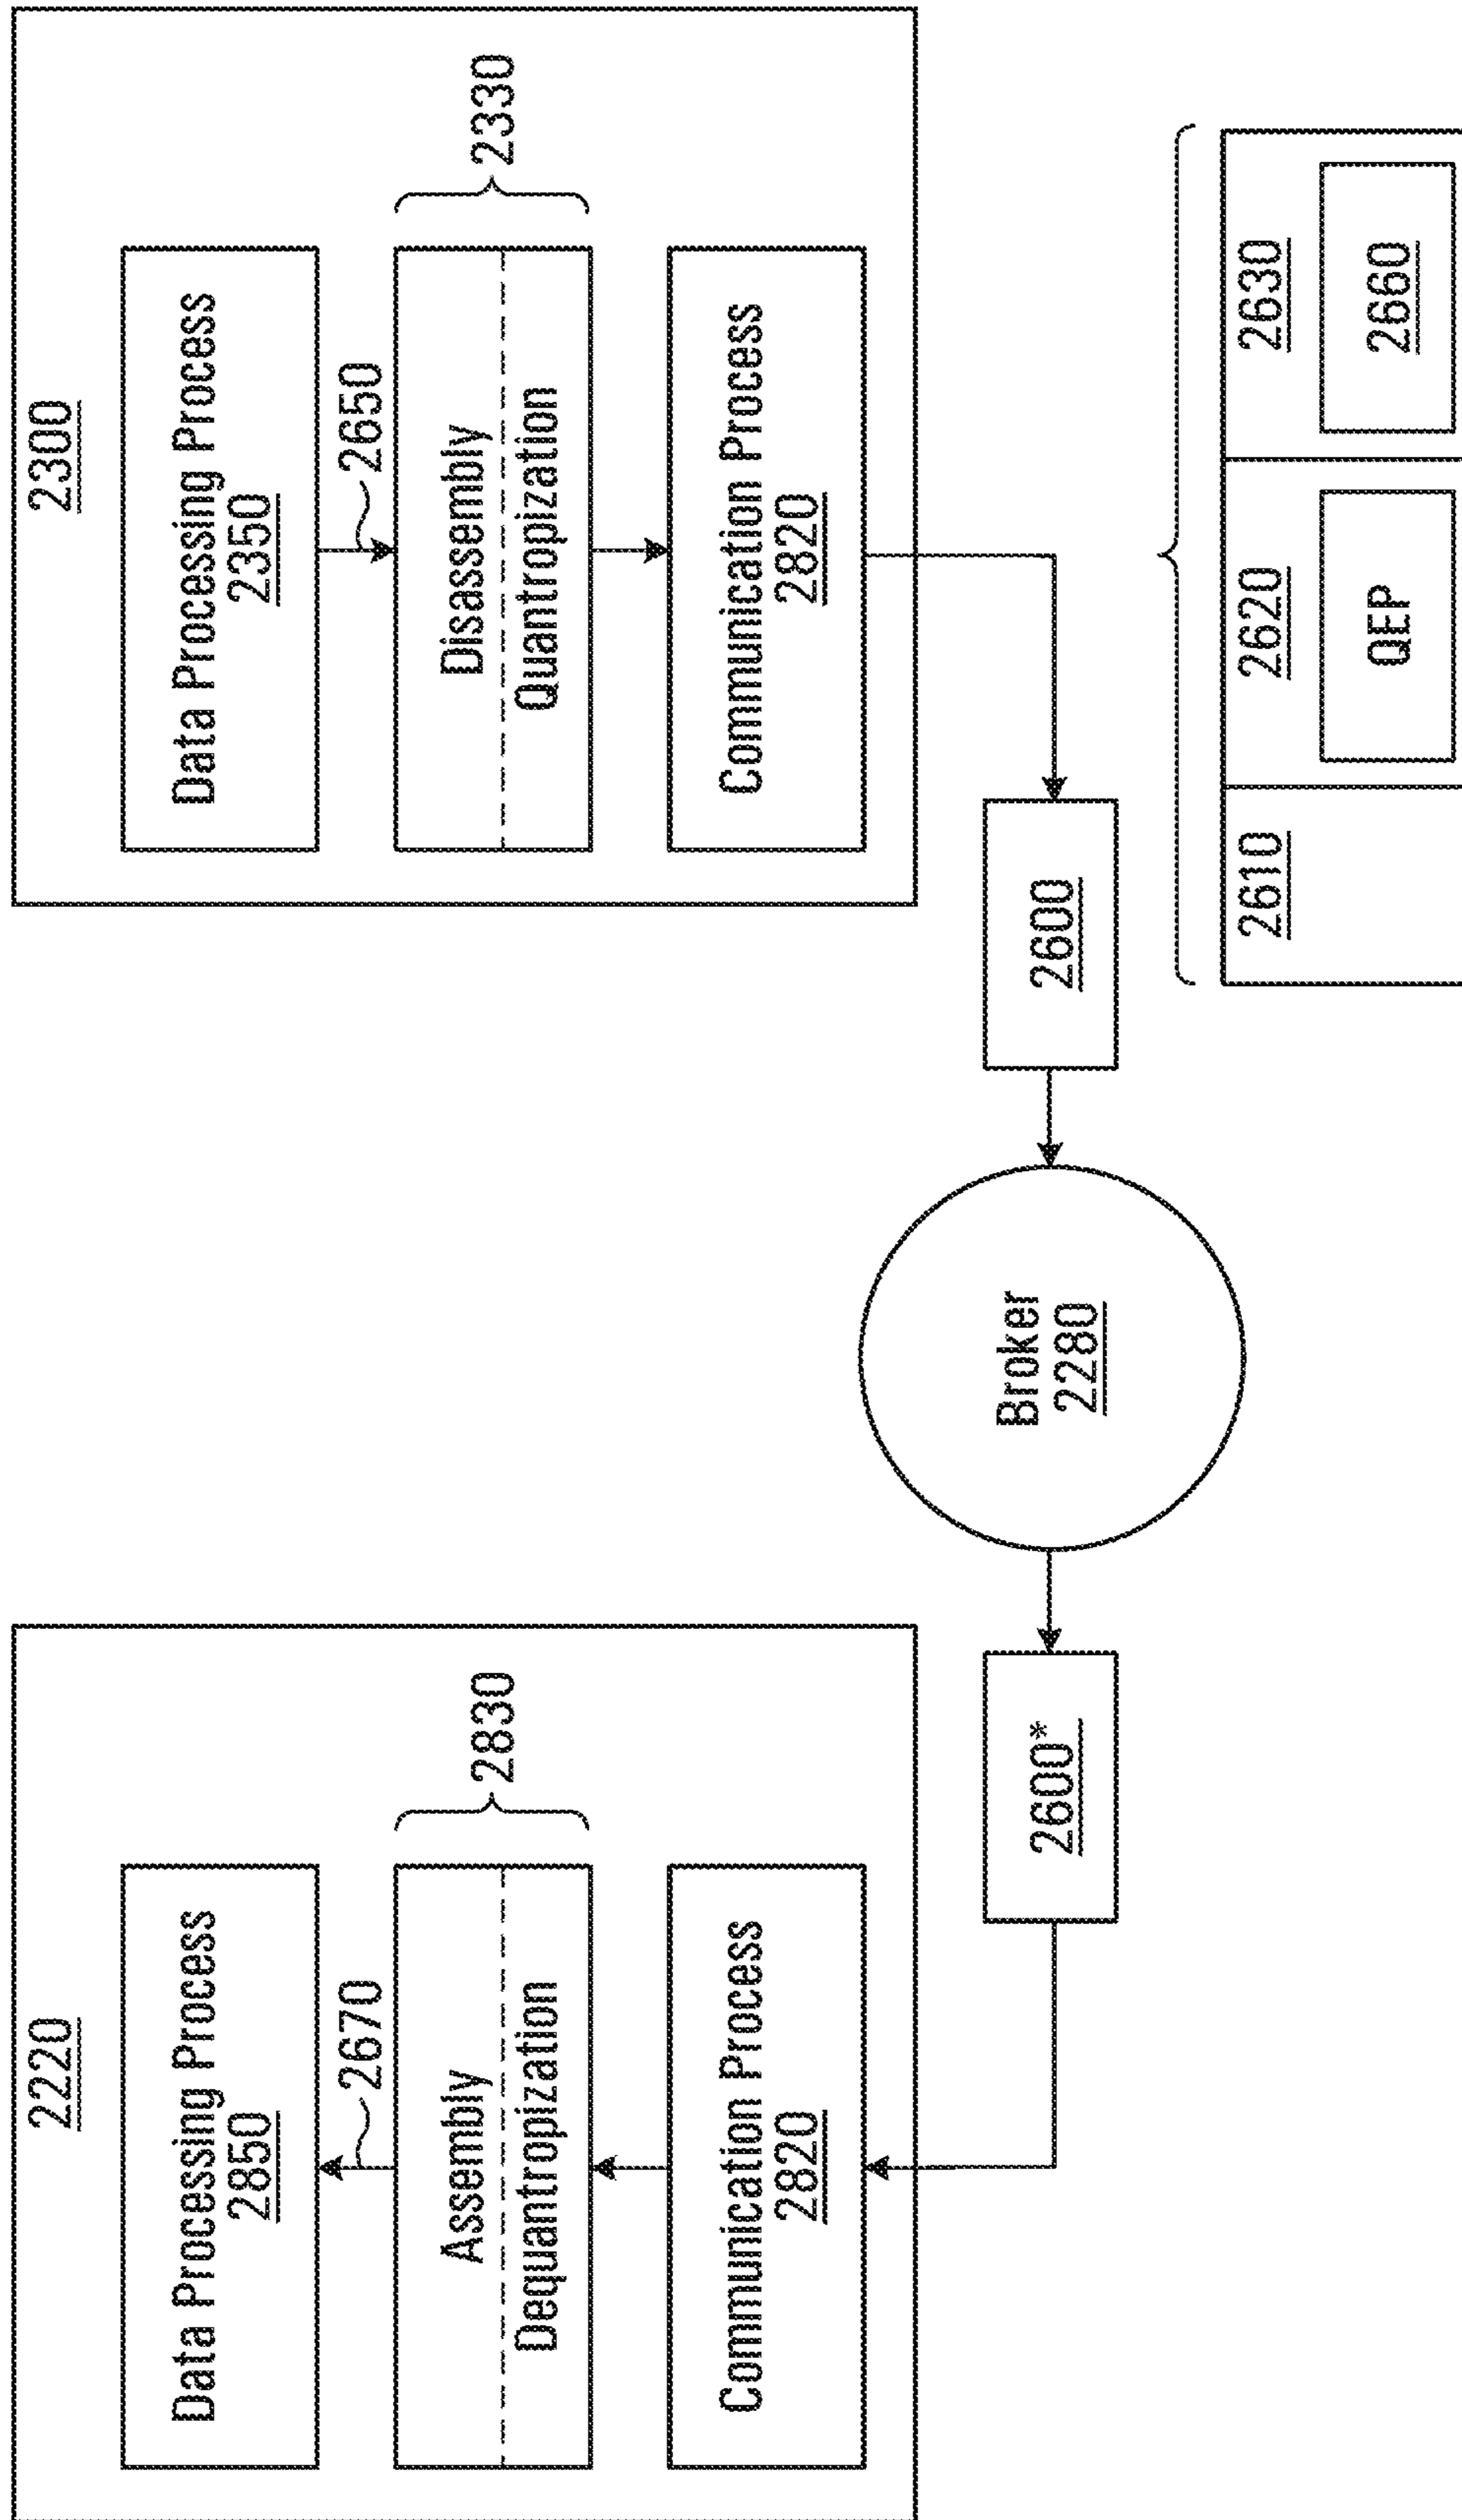 2220
Data Processing Process
2850
2670
Assembly
Dequantropization
2830
Communication Process
2820
2600*
Broker
2280
2600
2300
Data Processing Process
2350
2650
Disassembly
Quantropization
2330
Communication Process
2820
2610
2620
QEP
2630
2660